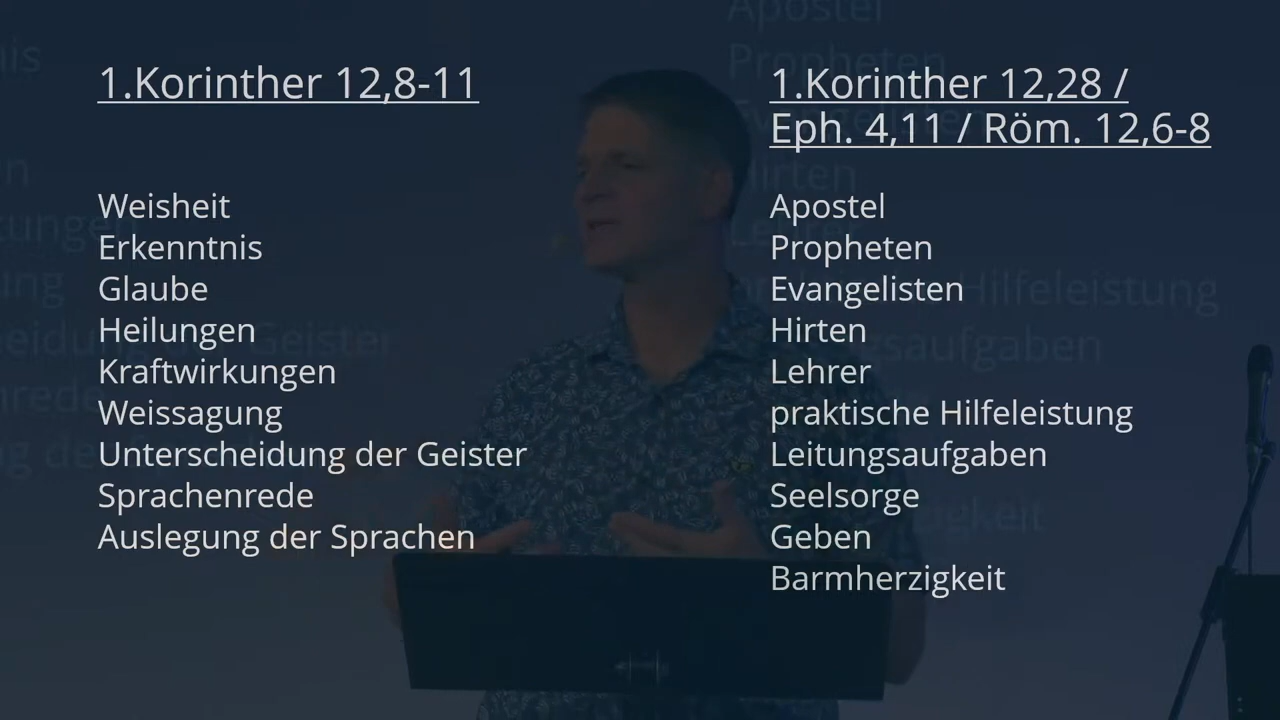 1.Korinther 12,8-11
Weisheit
Erkenntnis
Glaube
Heilungen
Kraftwirkungen
Weissagung
Unterscheidung der Geister
Sprachenrede
Auslegung der Sprachen
1.Korinther 12,28 /
Eph. 4,11 / Röm. 12,6-8
Apostel
Propheten
Evangelisten
Hirten
Lehrer
praktische Hilfeleistung
Leitungsaufgaben
Seelsorge
Geben
Barmherzigkeit